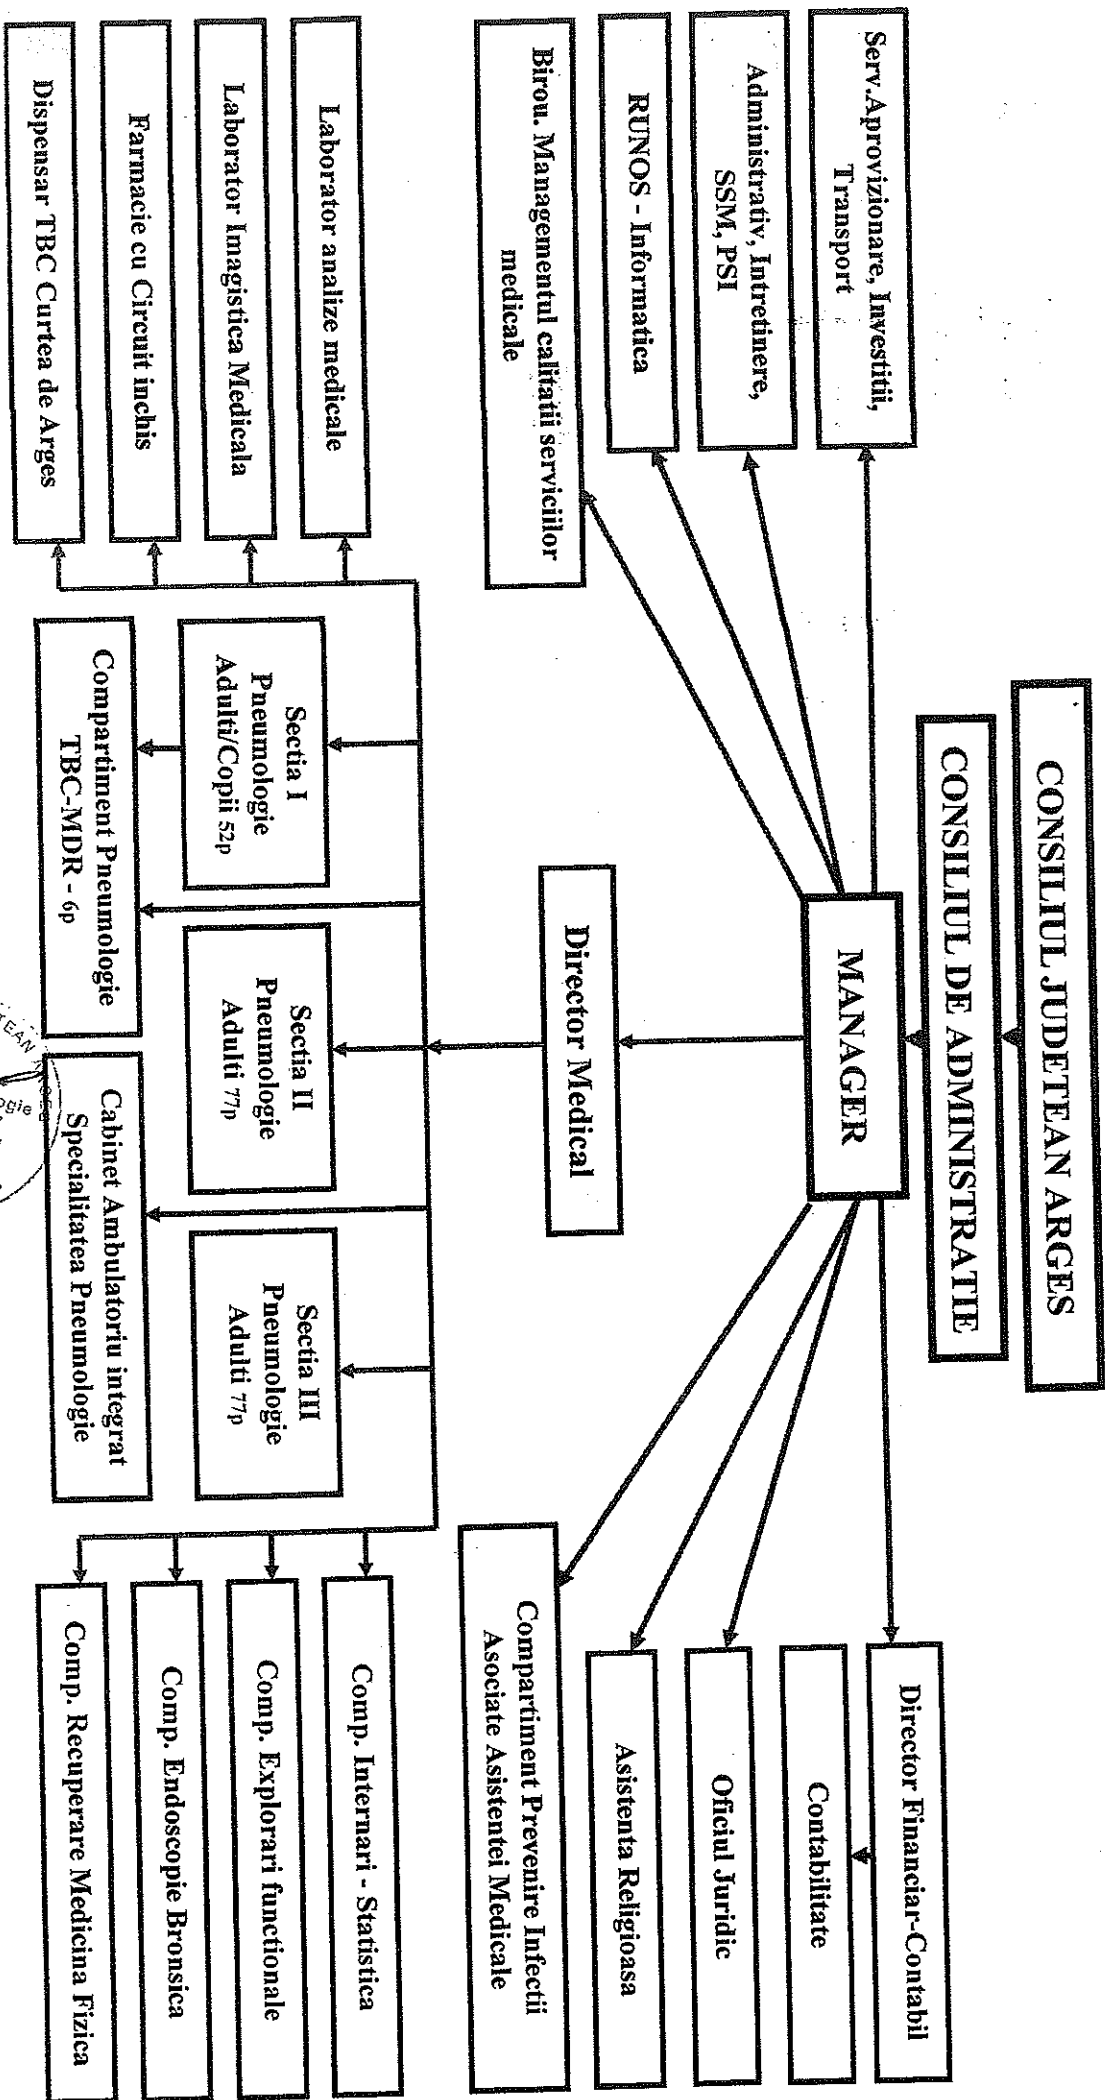 CONSILIUL JUDETEAN ARGES
CONSILIUL DE ADMINISTRATIE
MANAGER
Serv.Aprovizionare, Investitii,
Transport
Administrativ, Intretinere,
SSM, PSI
RUNOS - Informatica
Birou. Managementul calitatii serviciilor
medicale
Director Medical
Director Financiar-Contabil
Contabilitate
Oficiul Juridic
Asistenta Religioasa
Compartiment Prevenire Infectii
Asociate Asistentei Medicale
Laborator analize medicale
Laborator Imagistica Medicala
Farmacie cu Circuit inchis
Dispensar TBC Curtea de Arges
Sectia I
Pneumologie
Adulti/Copii 52p
Sectia II
Pneumologie
Adulti 77p
Sectia III
Pneumologie
Adulti 77p
Compartiment Pneumologie
TBC-MDR - 6p
Cabinet Ambulatoriu integrat
Specialitatea Pneumologie
Comp. Internari - Statistica
Comp. Explorari functionale
Comp. Endoscopie Bronsica
Comp. Recuperare Medicina Fizica